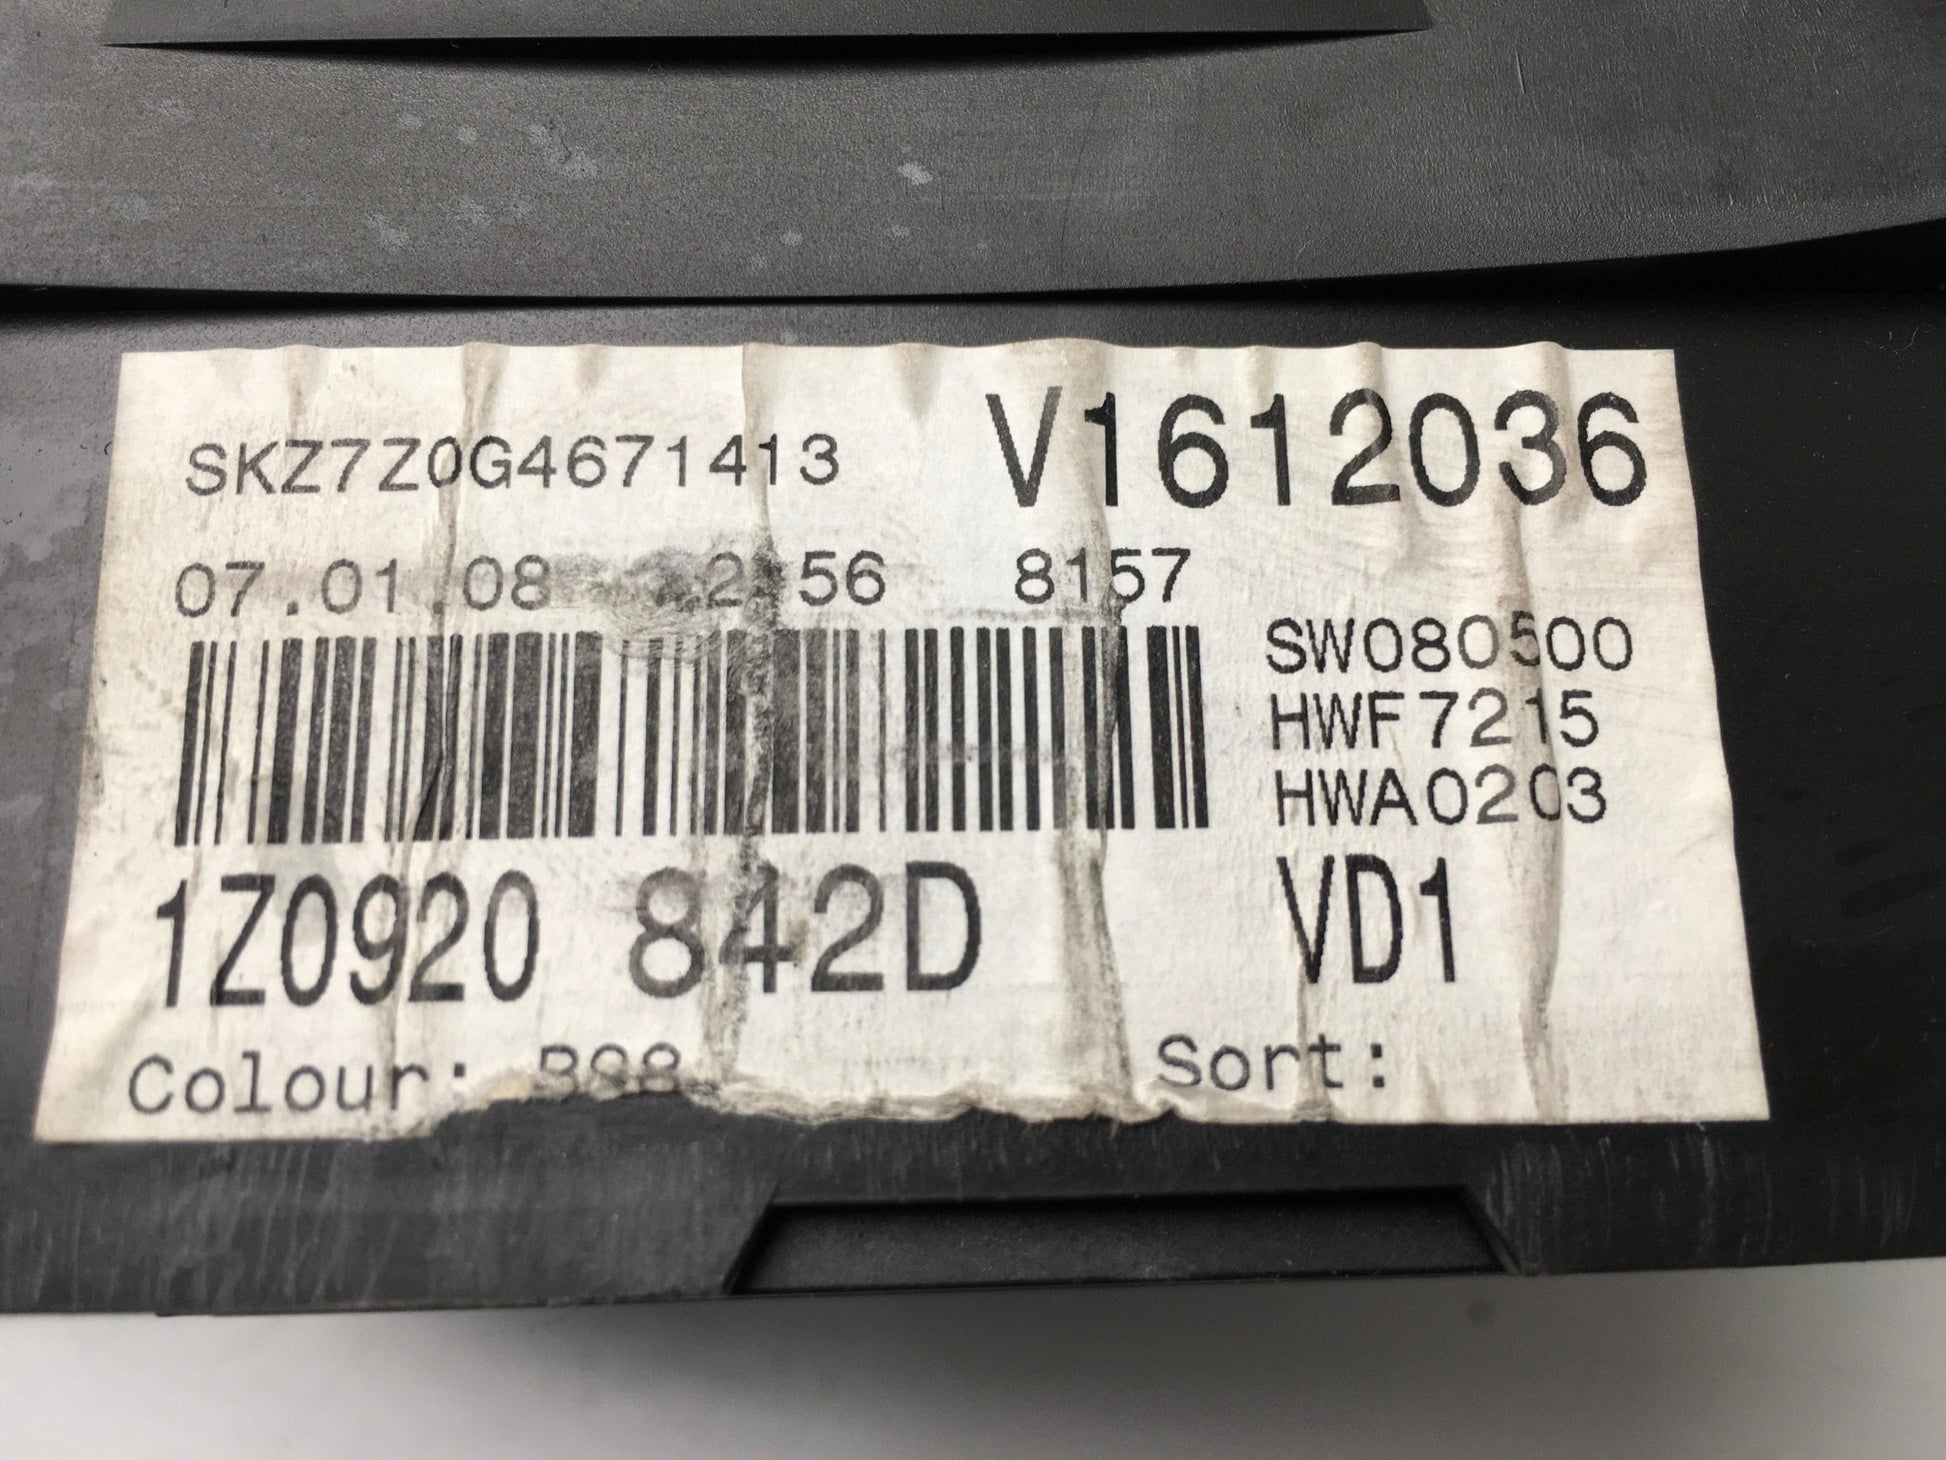 SKZ7Z0G4671413 V1612036
07.01.08 8157
SW080500
HWF7215
HWA0203
1Z0920 842D VD1
Colour: Sort: